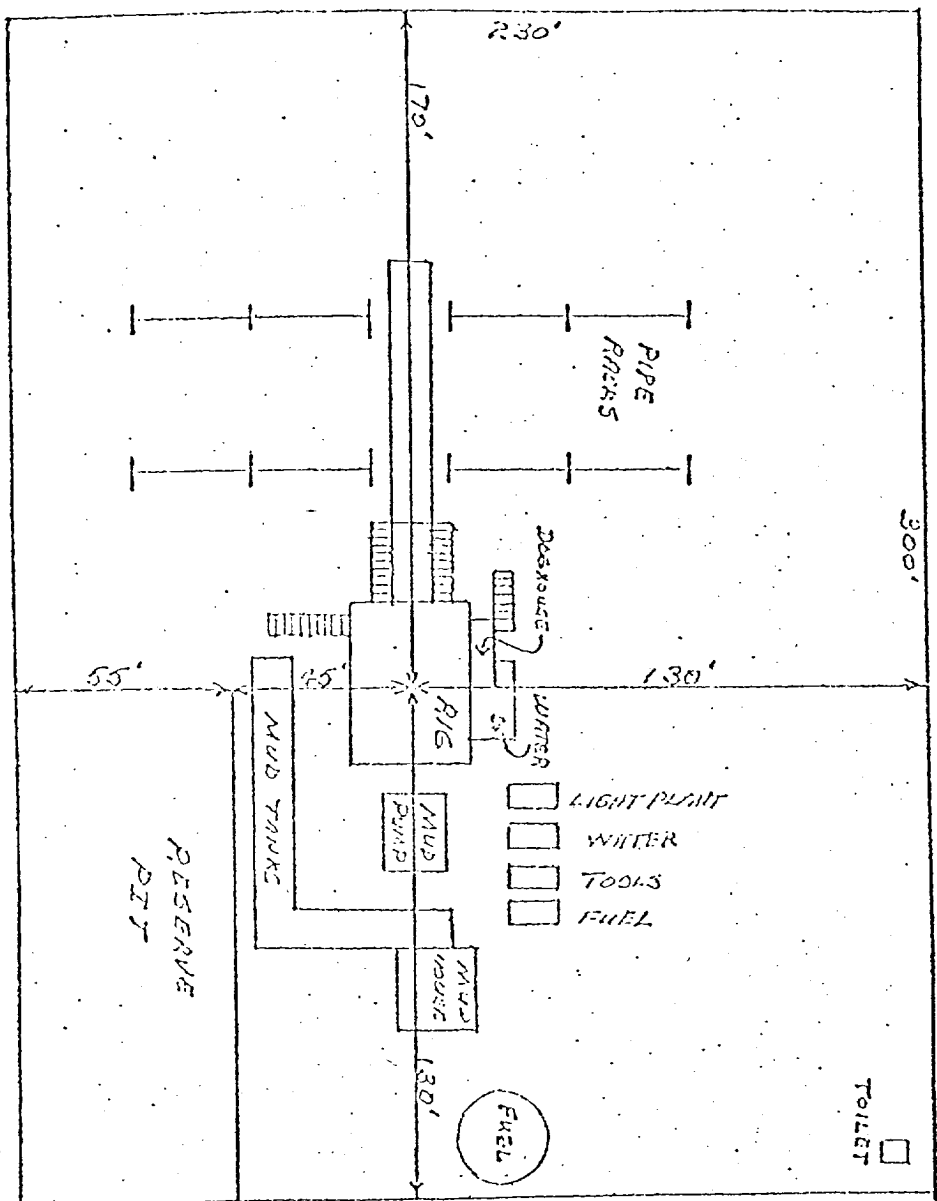 230'
170'
PIPE
RACKS
300'
DOGHOUSE
55'
45'
130'
WATER
RIG
MUD TANKS
MUD
PUMP
LIGHT PLANT
WATER
TOOLS
FUEL
RESERVE
PIT
MUD
HOUSE
130'
FUEL
TOILET